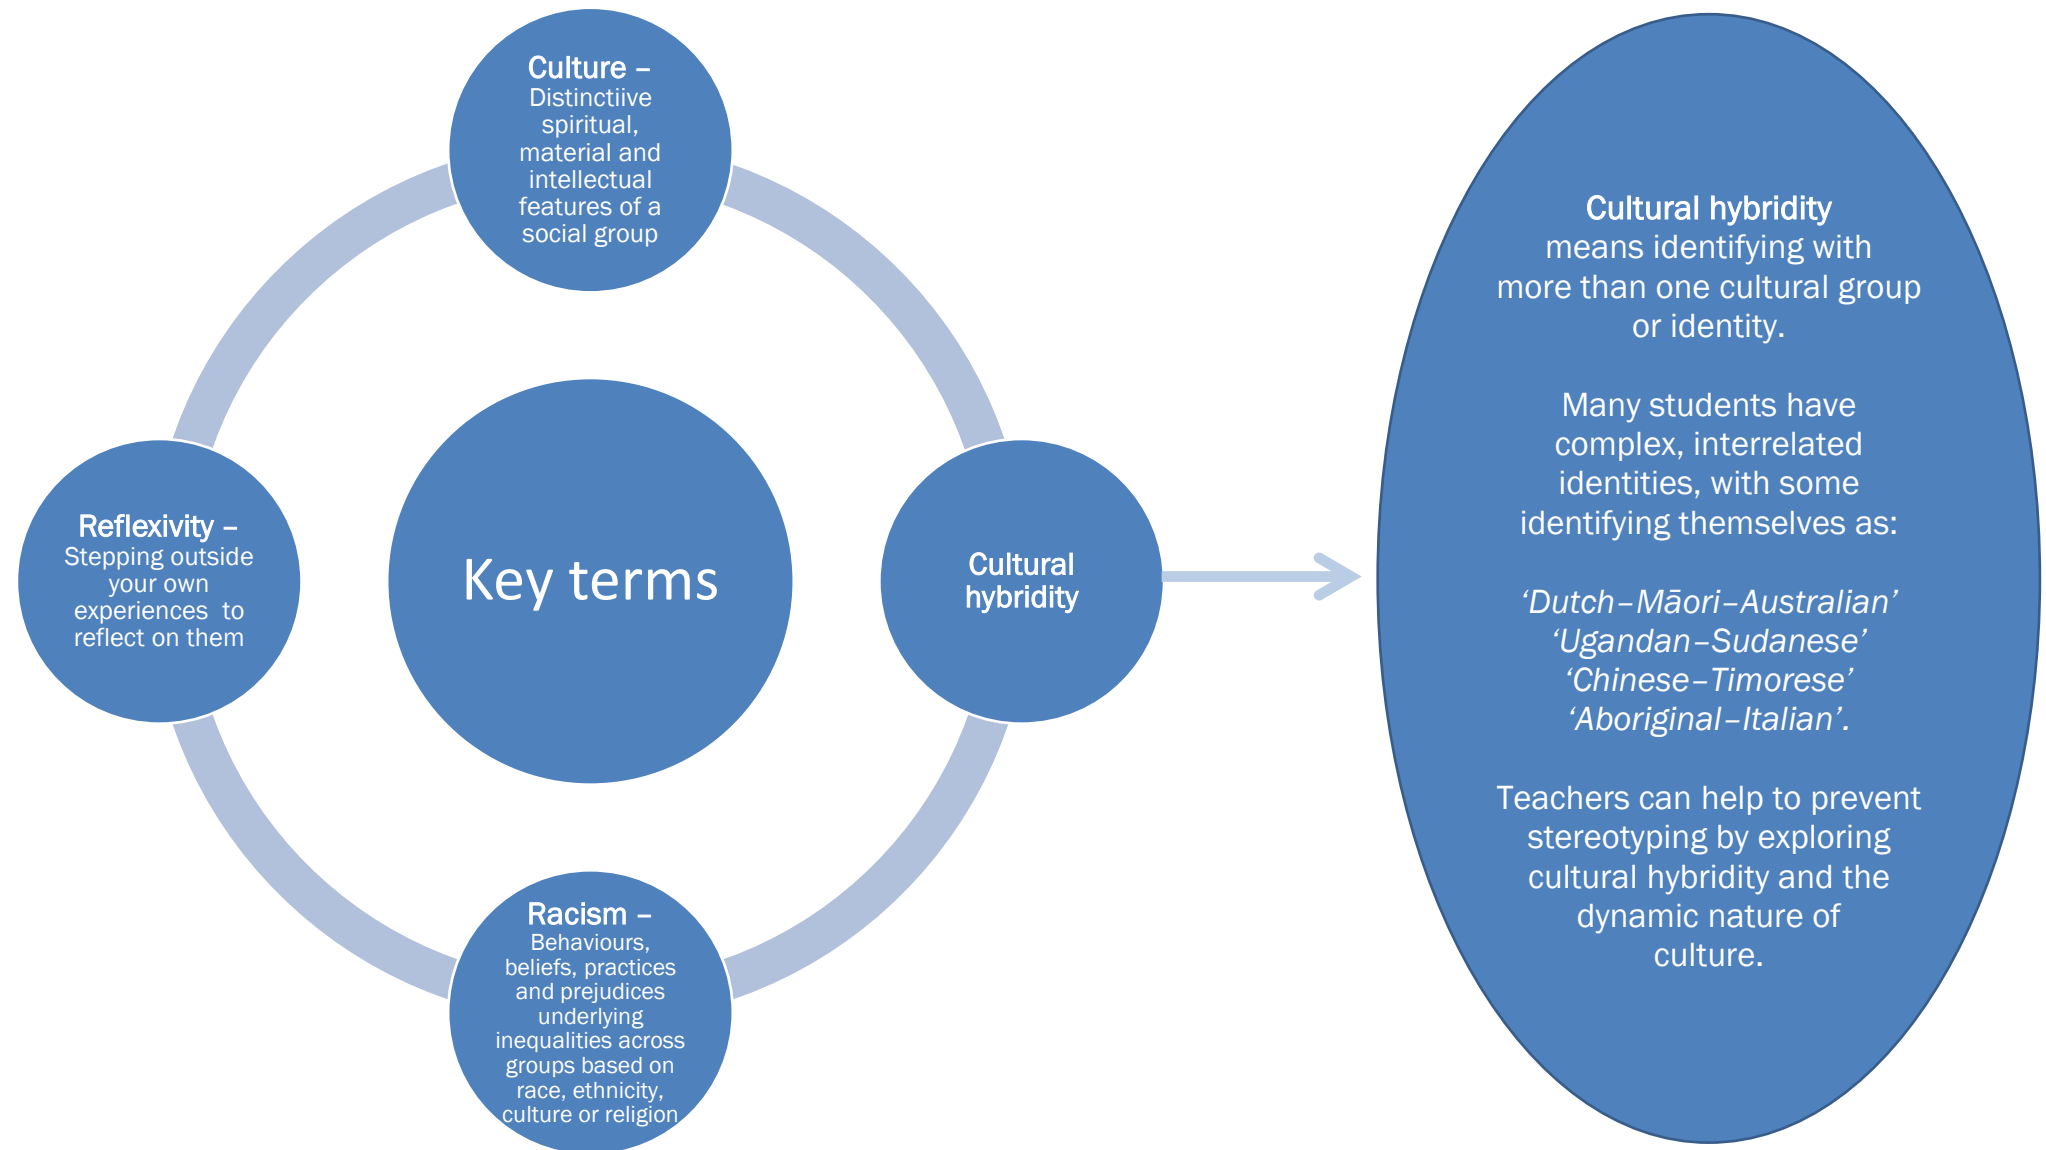 Culture –
Distinctiive
spiritual,
material and
intellectual
features of a
social group
Reflexivity –
Stepping outside
your own
experiences  to
reflect on them
Key terms
Cultural
hybridity
Racism –
Behaviours,
beliefs, practices
and prejudices
underlying
inequalities across
groups based on
race, ethnicity,
culture or religion
Cultural hybridity
means identifying with
more than one cultural group
or identity.
Many students have
complex, interrelated
identities, with some
identifying themselves as:
‘Dutch–Māori–Australian’
‘Ugandan–Sudanese’
‘Chinese–Timorese’
‘Aboriginal–Italian’.
Teachers can help to prevent
stereotyping by exploring
cultural hybridity and the
dynamic nature of
culture.